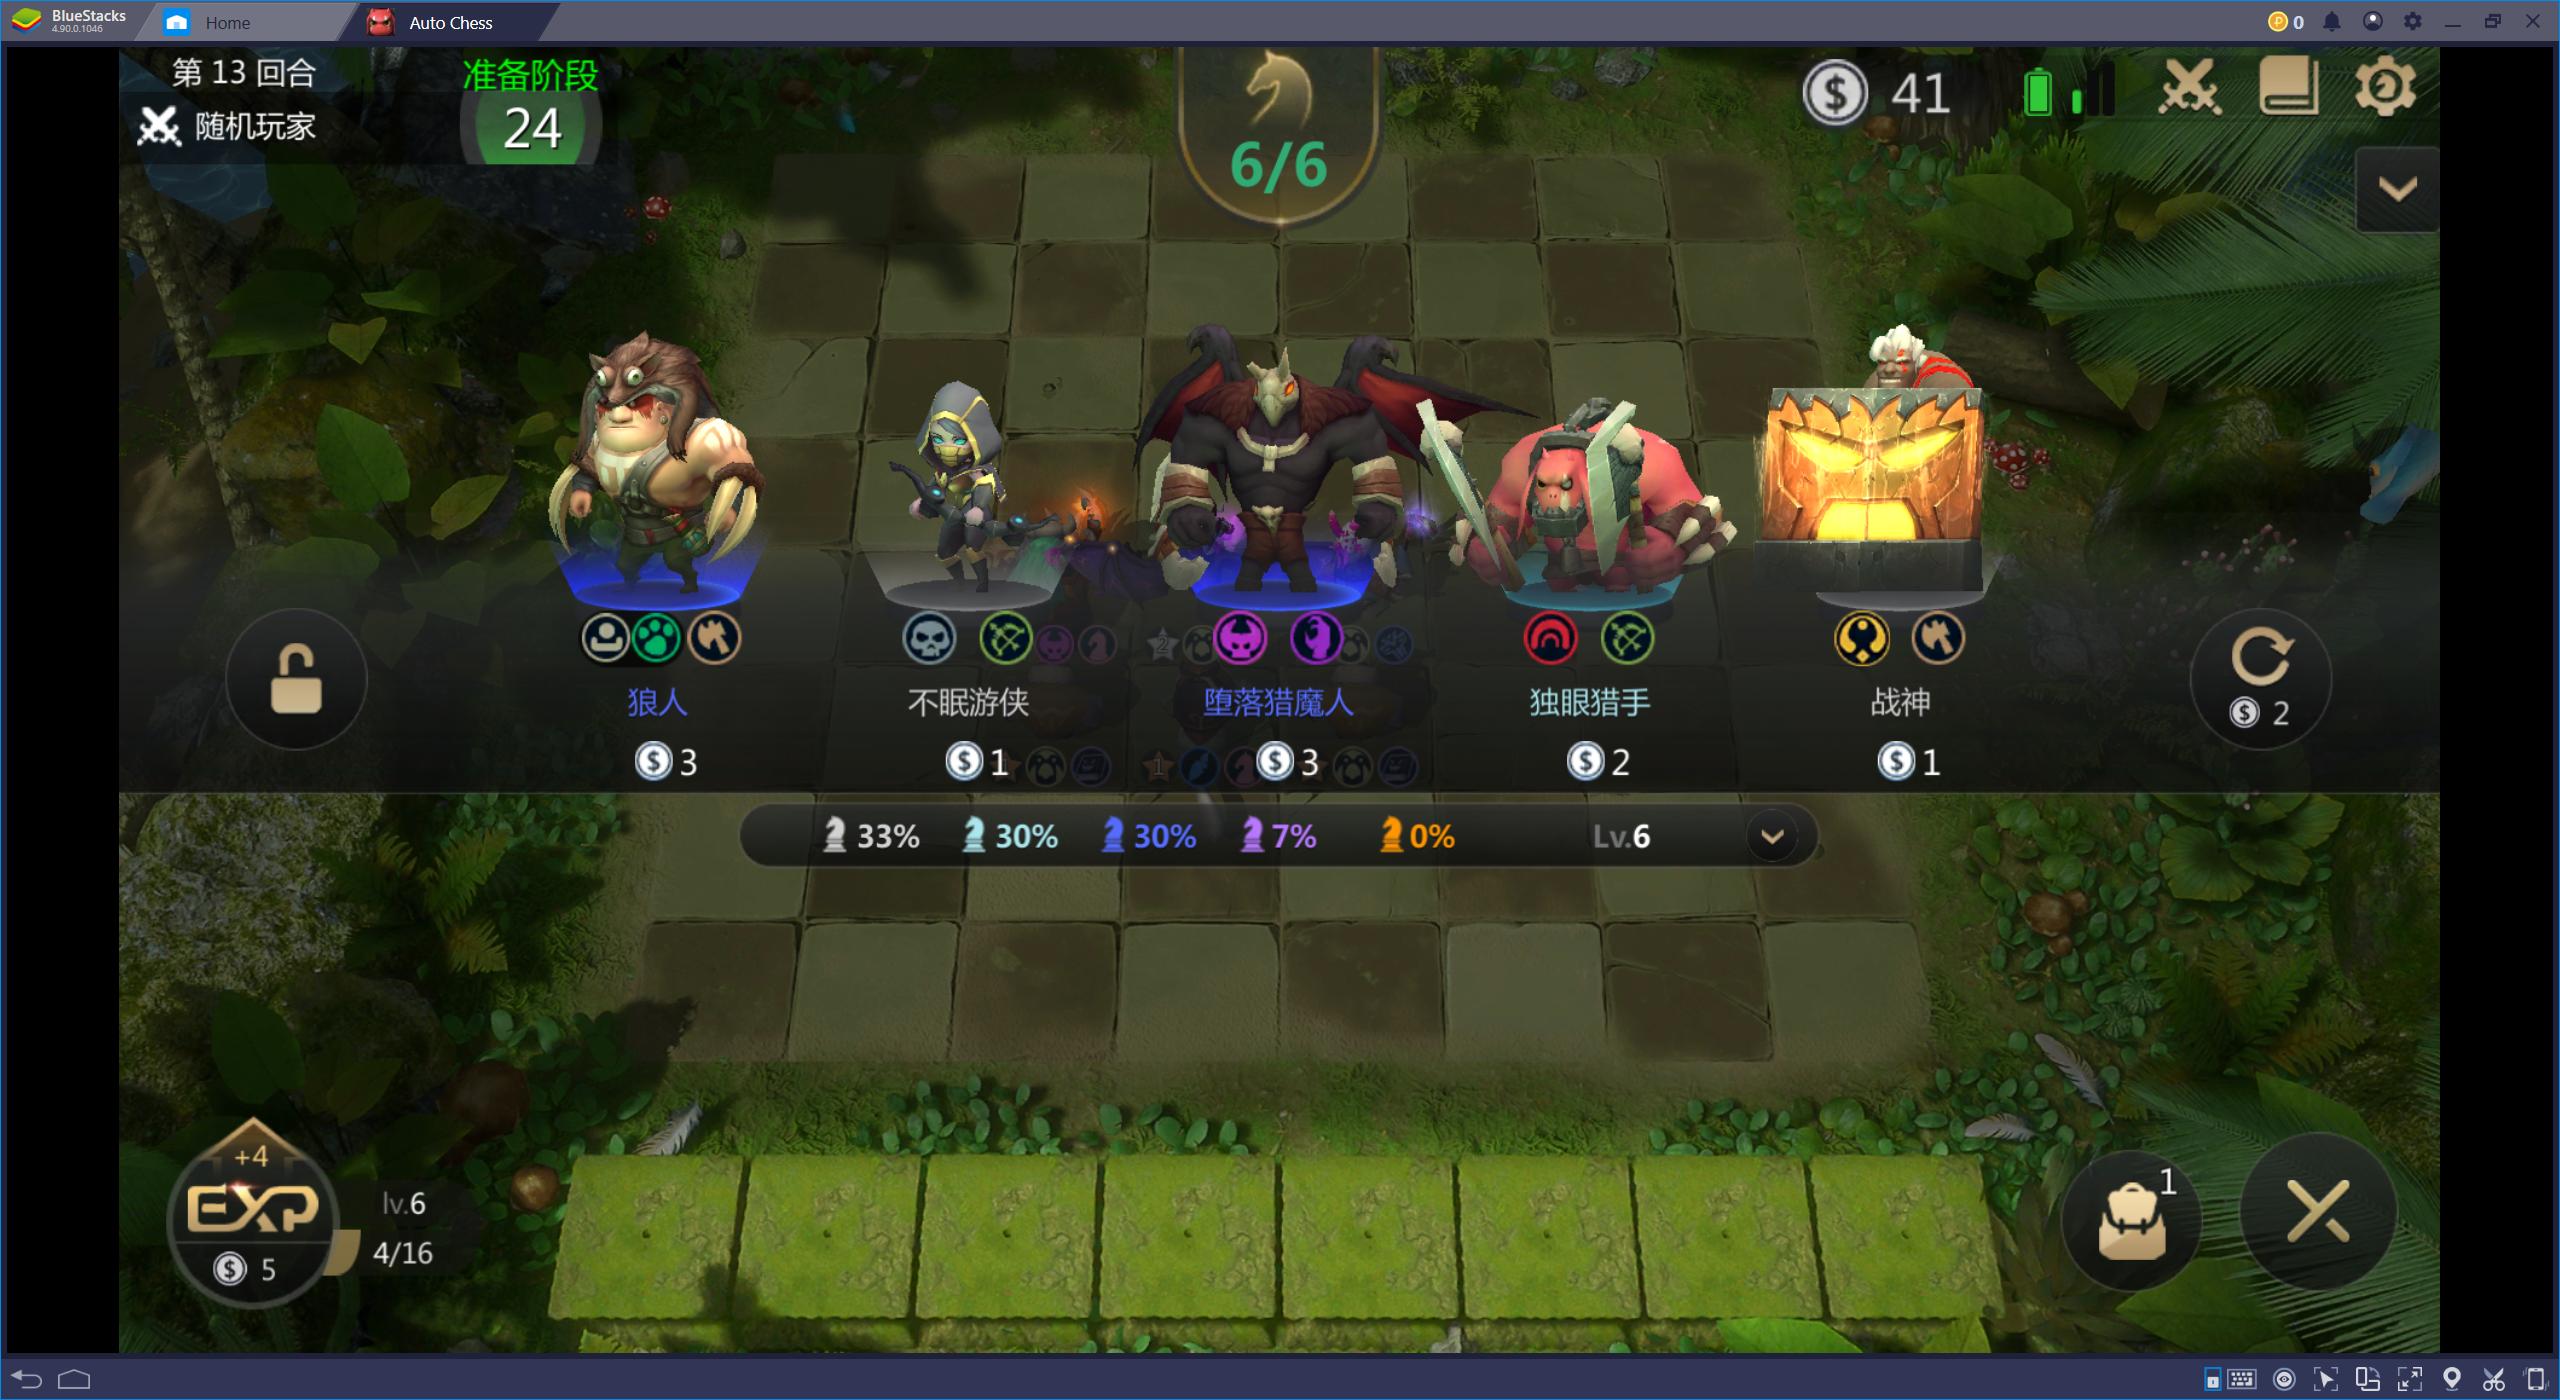 BlueStacks
4.90.0.1046
Home
Auto Chess
0
第 13 回合
随机玩家
准备阶段
24
6/6
41
狼人
不眠游侠
堕落猎魔人
独眼猎手
战神
3
1
3
2
1
2
33%
30%
30%
7%
0%
Lv.6
+4
EXP
5
lv.6
4/16
1